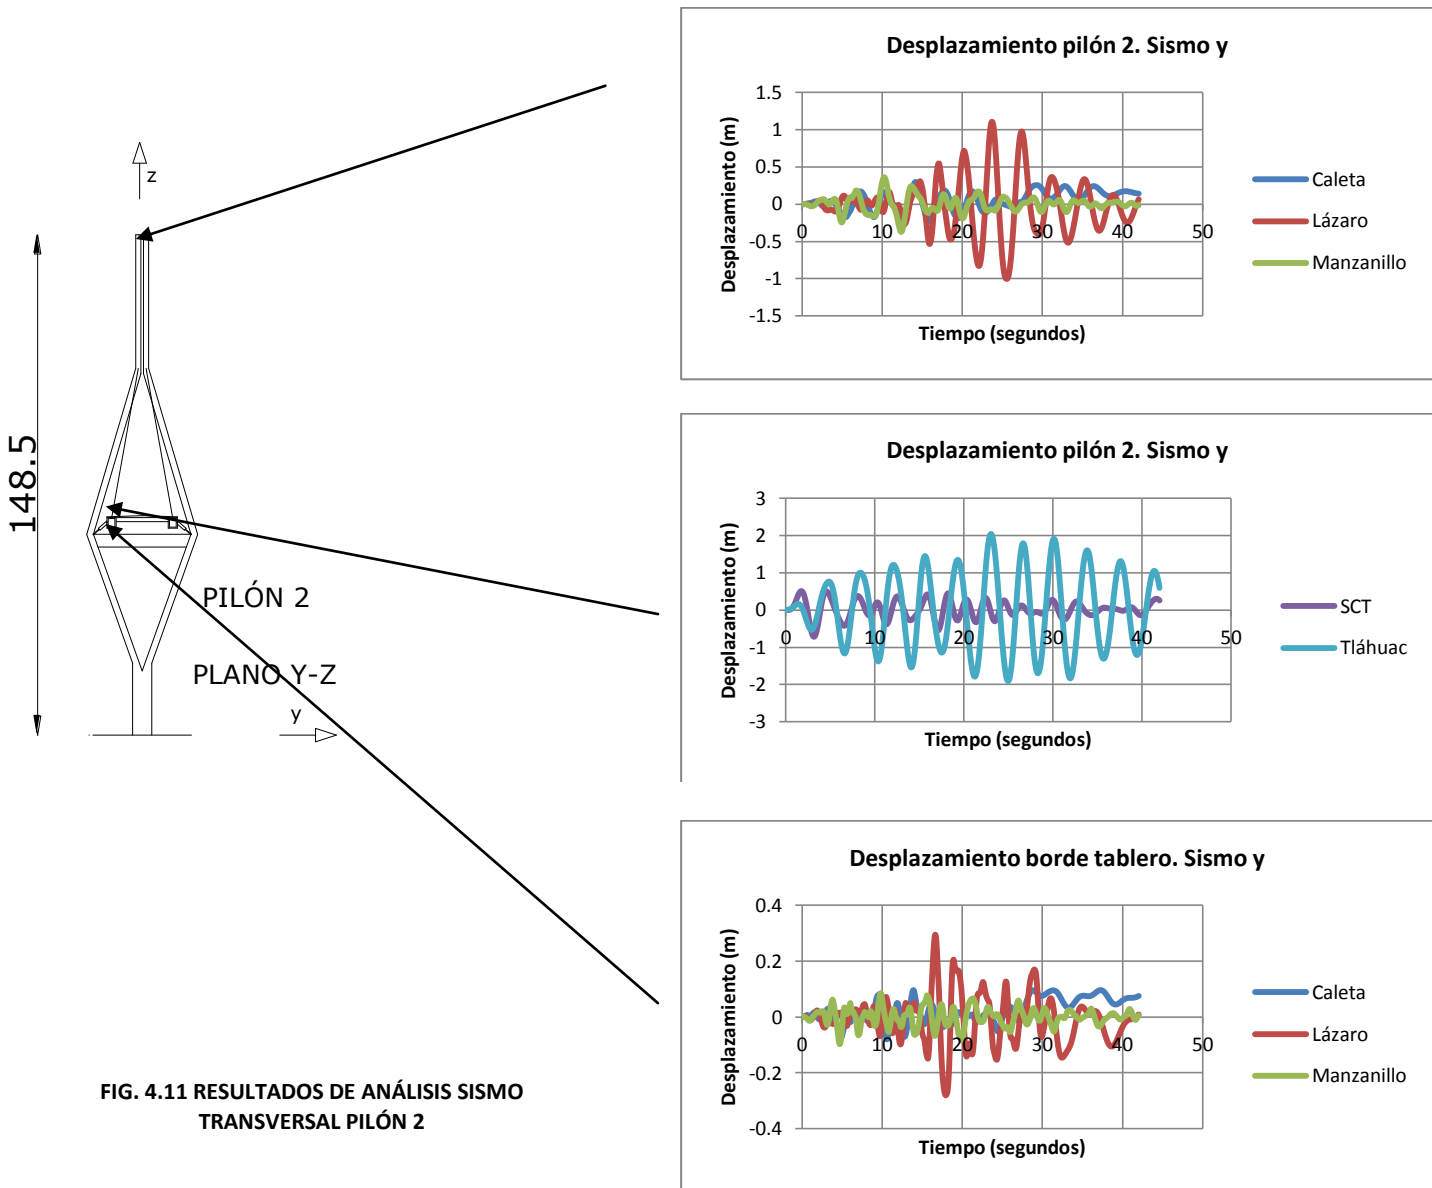 z
148.5
PILÓN 2
PLANO Y-Z
y
FIG. 4.11 RESULTADOS DE ANÁLISIS SISMO
TRANSVERSAL PILÓN 2
Desplazamiento pilón 2. Sismo y
Desplazamiento (m)
1.5
1
0.5
0
-0.5
-1
-1.5
0
10
20
30
40
50
Tiempo (segundos)
Caleta
Lázaro
Manzanillo
Desplazamiento pilón 2. Sismo y
Desplazamiento (m)
3
2
1
0
-1
-2
-3
0
10
20
30
40
50
Tiempo (segundos)
SCT
Tláhuac
Desplazamiento borde tablero. Sismo y
Desplazamiento (m)
0.4
0.2
0
-0.2
-0.4
0
10
20
30
40
50
Tiempo (segundos)
Caleta
Lázaro
Manzanillo